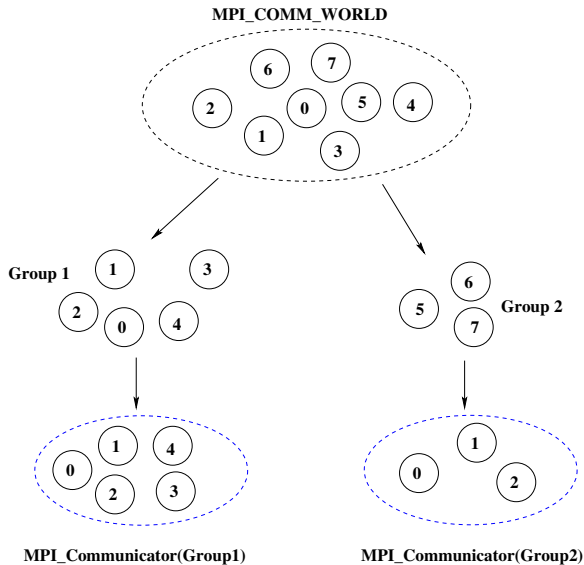 MPI_COMM_WORLD
6 7
2 0 5 4
1 3
Group 1 1 3
2 0 4
6
5 Group 2
7
1 4
0
2 3
1
0 2
MPI_Communicator(Group1) MPI_Communicator(Group2)